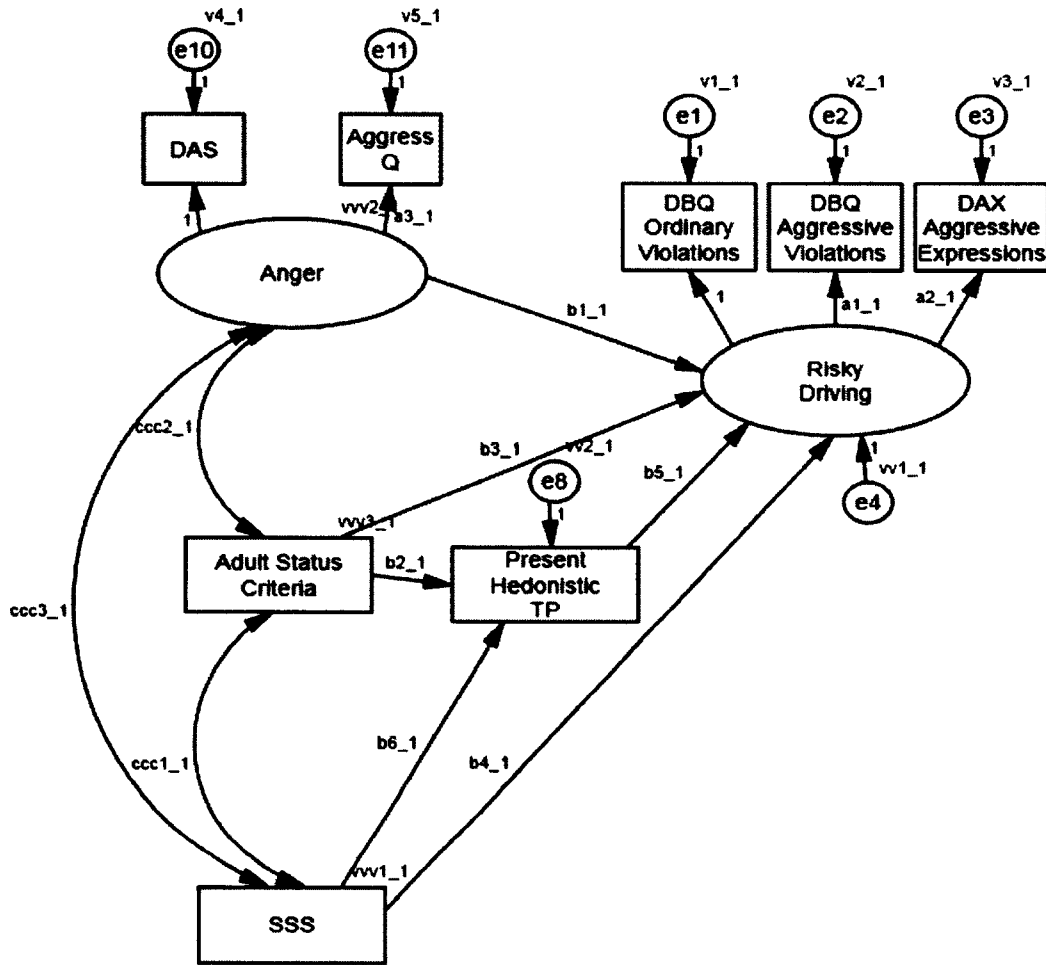 v4_1
v5_1
e10
e11
1
1
DAS
Aggress
Q
v1_1
v2_1
v3_1
e1
e2
e3
1
1
1
DBQ
Ordinary
Violations
DBQ
Aggressive
Violations
DAX
Aggressive
Expressions
1
vvv2_1
a3_1
Anger
b1_1
1
a1_1
a2_1
Risky
Driving
ccc2_1
b3_1
vv2_1
e8
1
b5_1
1
vv1_1
e4
vvv3_1
Adult Status
Criteria
b2_1
Present
Hedonistic
TP
ccc3_1
ccc1_1
b6_1
b4_1
vvv1_1
SSS